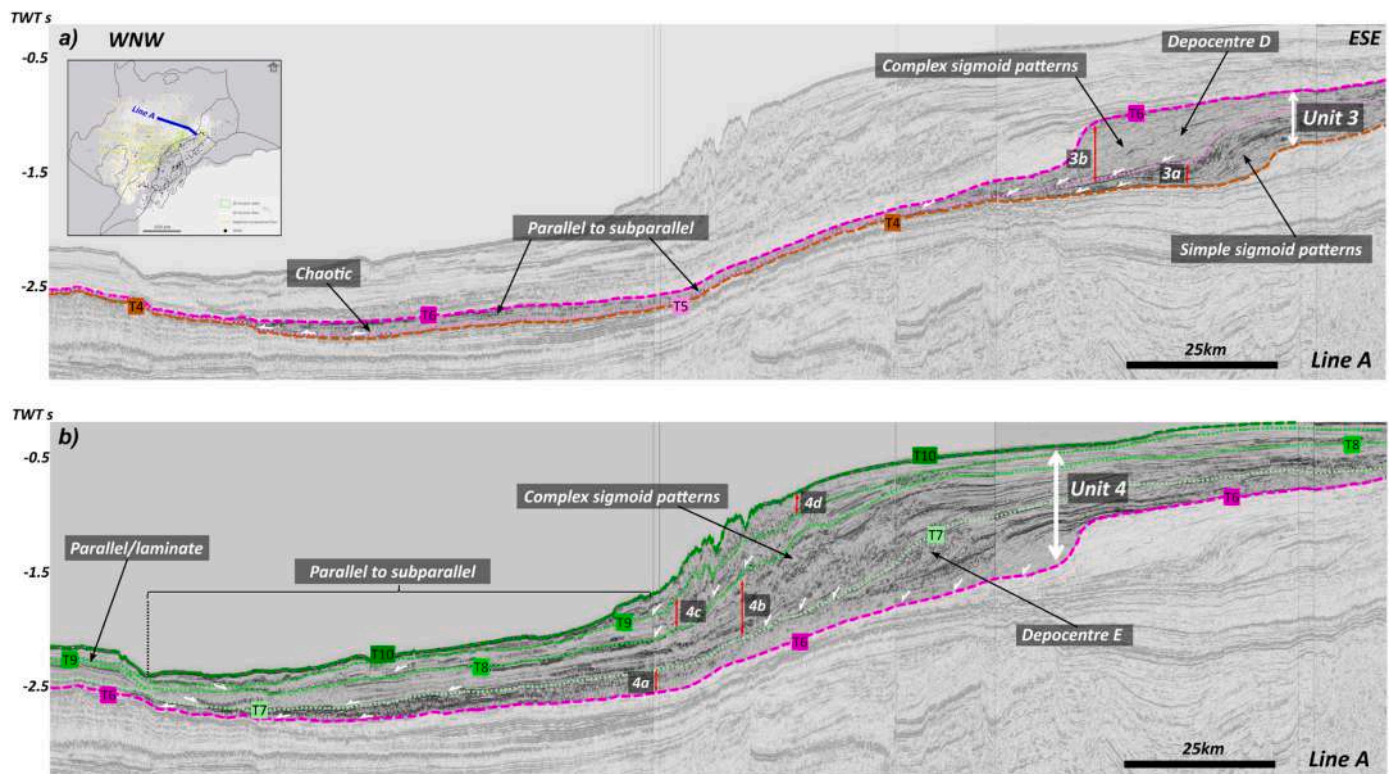 TWT s
a)
WNW
ESE
-0.5
-1.5
-2.5
Line A
Complex sigmoid patterns
Depocentre D
T6
Unit 3
3b
3a
T4
Simple sigmoid patterns
Parallel to subparallel
Chaotic
T4
T6
T5
25km
Line A
TWT s
b)
-0.5
-1.5
-2.5
T10
T8
Complex sigmoid patterns
4d
Unit 4
T6
T7
Parallel/laminate
Parallel to subparallel
4c
4b
T9
T9
T10
T8
T6
Depocentre E
4a
T6
T7
25km
Line A